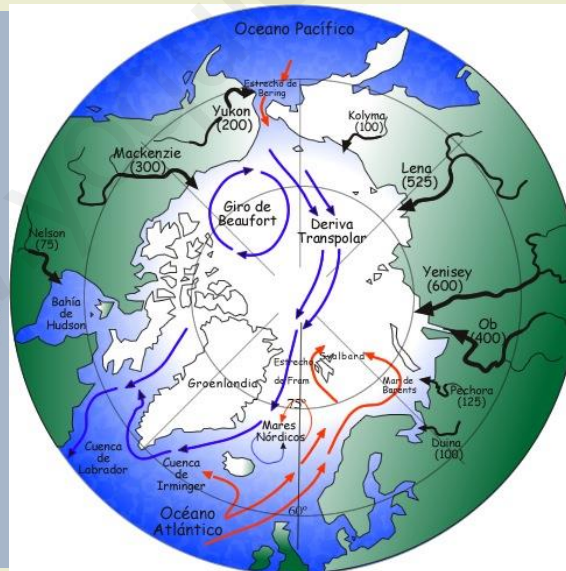 Oceano Pacífico
Estrecho de
Bering
Yukon
(200)
Kolyma
(100)
Mackenzie
(300)
Lena
(525)
Giro de
Beaufort
Deriva
Transpolar
Nelson
(75)
Yenisey
(600)
Bahía
de
Hudson
Ob
(400)
Estrecho
de Fram
Svalbard
Groenlandia
Mar de
Barents
Pechora
(125)
75°
Mares
Nórdicos
Duina
(100)
Cuenca
de
Labrador
Cuenca
de
Irminger
60°
Océano
Atlántico